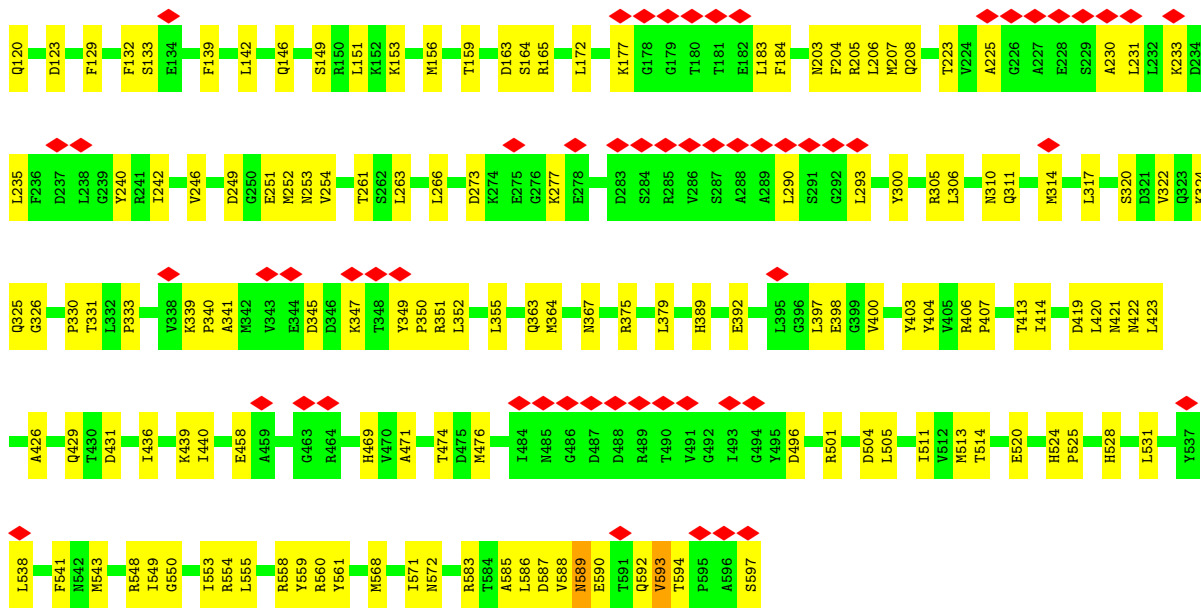 Q120 D123 F129 F132 S133 E134 F139 L142 Q146 S149 R150 L151 K152 K153 M156 T159 D163 S164 R165 L172 K177 G178 G179 T180 T181 E182 L183 F184 N203 F204 R205 L206 M207 Q208 T223 V224 A225 G226 A227 E228 S229 A230 L231 L232 K233 D234
L235 F236 D237 L238 G239 Y240 R241 I242 V246 D249 G250 E251 M252 N253 V254 T261 S262 L263 L266 D273 K274 E275 G276 K277 E278 D283 S284 R285 V286 S287 A288 A289 L290 S291 G292 L293 Y300 R305 L306 N310 Q311 M314 L317 S320 D321 V322 Q323 K324
Q325 G326 P330 T331 L332 P333 V338 K339 P340 A341 M342 V343 E344 D345 D346 K347 T348 Y349 P350 R351 L352 L355 Q363 M364 N367 R375 L379 H389 E392 L395 G396 L397 E398 G399 V400 Y403 Y404 V405 R406 P407 T413 I414 D419 L420 N421 N422 L423
A426 Q429 T430 D431 I436 K439 I440 E458 A459 G463 R464 H469 V470 A471 T474 D475 M476 I484 N485 G486 D487 D488 R489 T490 V491 G492 I493 G494 Y495 D496 R501 D504 L505 I511 V512 M513 T514 E520 H524 P525 H528 L531 Y537
L538 F541 N542 M543 R548 I549 G550 I553 R554 L555 R558 Y559 R560 Y561 M568 I571 N572 R583 T584 A585 L586 D587 V588 N589 E590 T591 Q592 V593 T594 P595 A596 S597